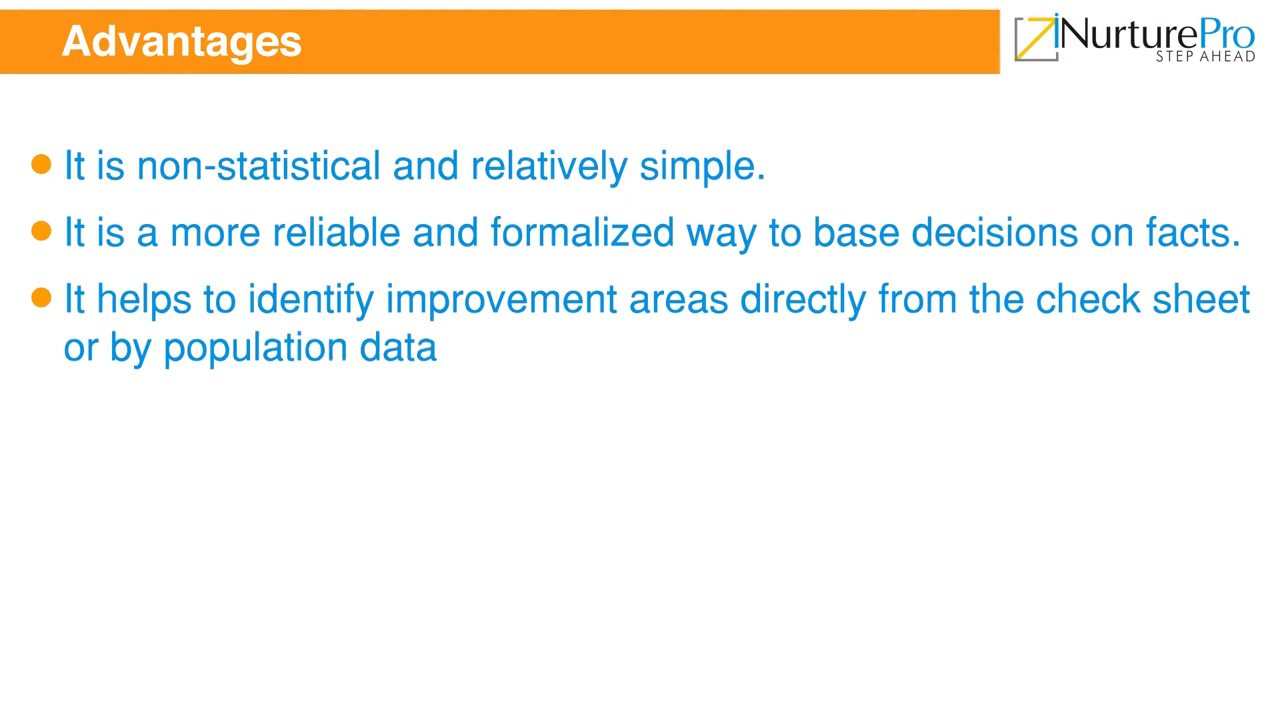 Advantages
iNurturePro
STEP AHEAD
It is non-statistical and relatively simple.
It is a more reliable and formalized way to base decisions on facts.
It helps to identify improvement areas directly from the check sheet
or by population data